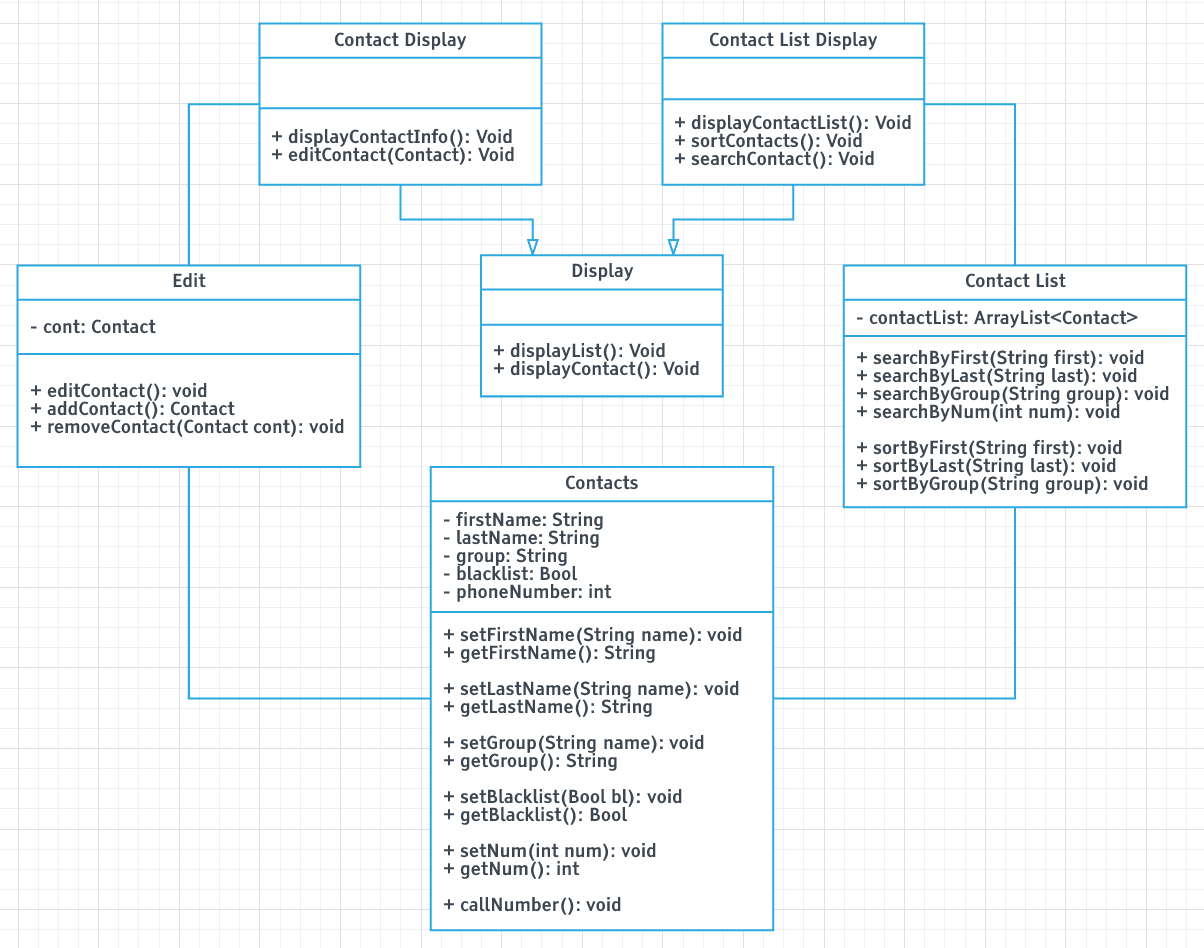 Contact Display
+ displayContactInfo(): Void
+ editContact(Contact): Void
Contact List Display
+ displayContactList(): Void
+ sortContacts(): Void
+ searchContact(): Void
Edit
- cont: Contact
+ editContact(): void
+ addContact(): Contact
+ removeContact(Contact cont): void
Display
+ displayList(): Void
+ displayContact(): Void
Contact List
- contactList: ArrayList<Contact>
+ searchByFirst(String first): void
+ searchByLast(String last): void
+ searchByGroup(String group): void
+ searchByNum(int num): void
+ sortByFirst(String first): void
+ sortByLast(String last): void
+ sortByGroup(String group): void
Contacts
- firstName: String
- lastName: String
- group: String
- blacklist: Bool
- phoneNumber: int
+ setFirstName(String name): void
+ getFirstName(): String
+ setLastName(String name): void
+ getLastName(): String
+ setGroup(String name): void
+ getGroup(): String
+ setBlacklist(Bool bl): void
+ getBlacklist(): Bool
+ setNum(int num): void
+ getNum(): int
+ callNumber(): void